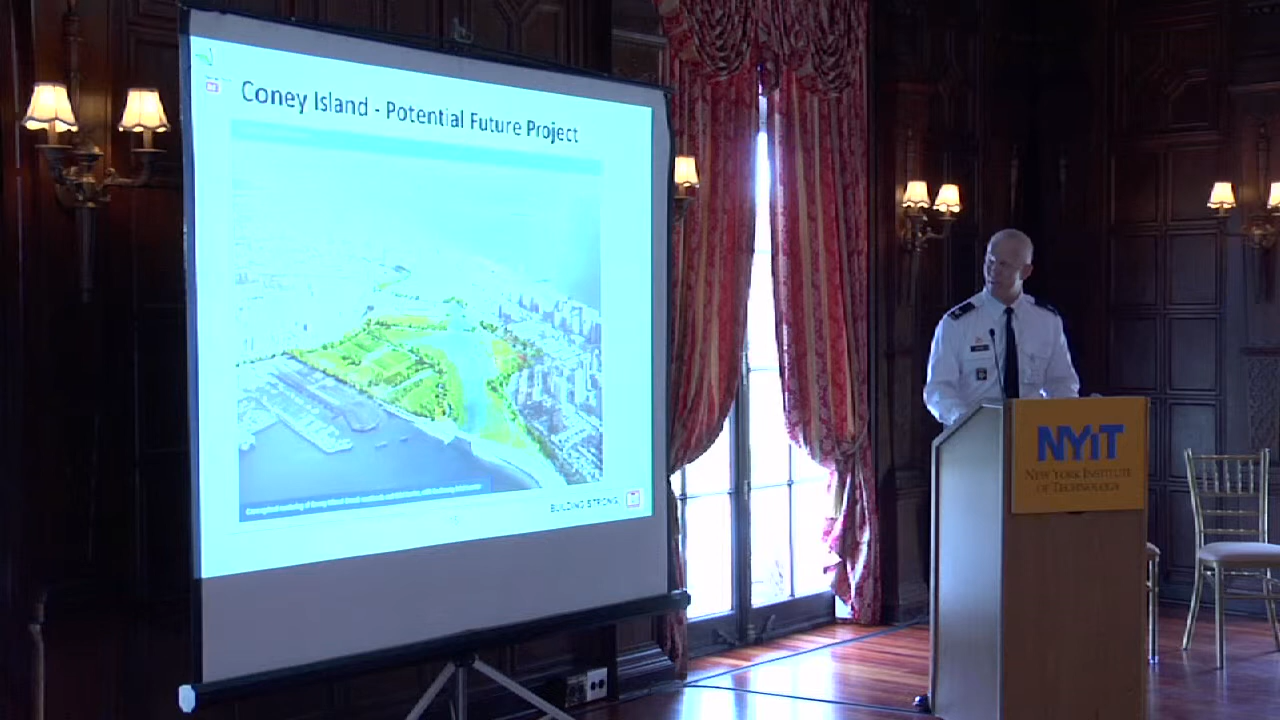 Coney Island - Potential Future Project
BUILDING STRONG
NYiT
NEW YORK INSTITUTE
OF TECHNOLOGY